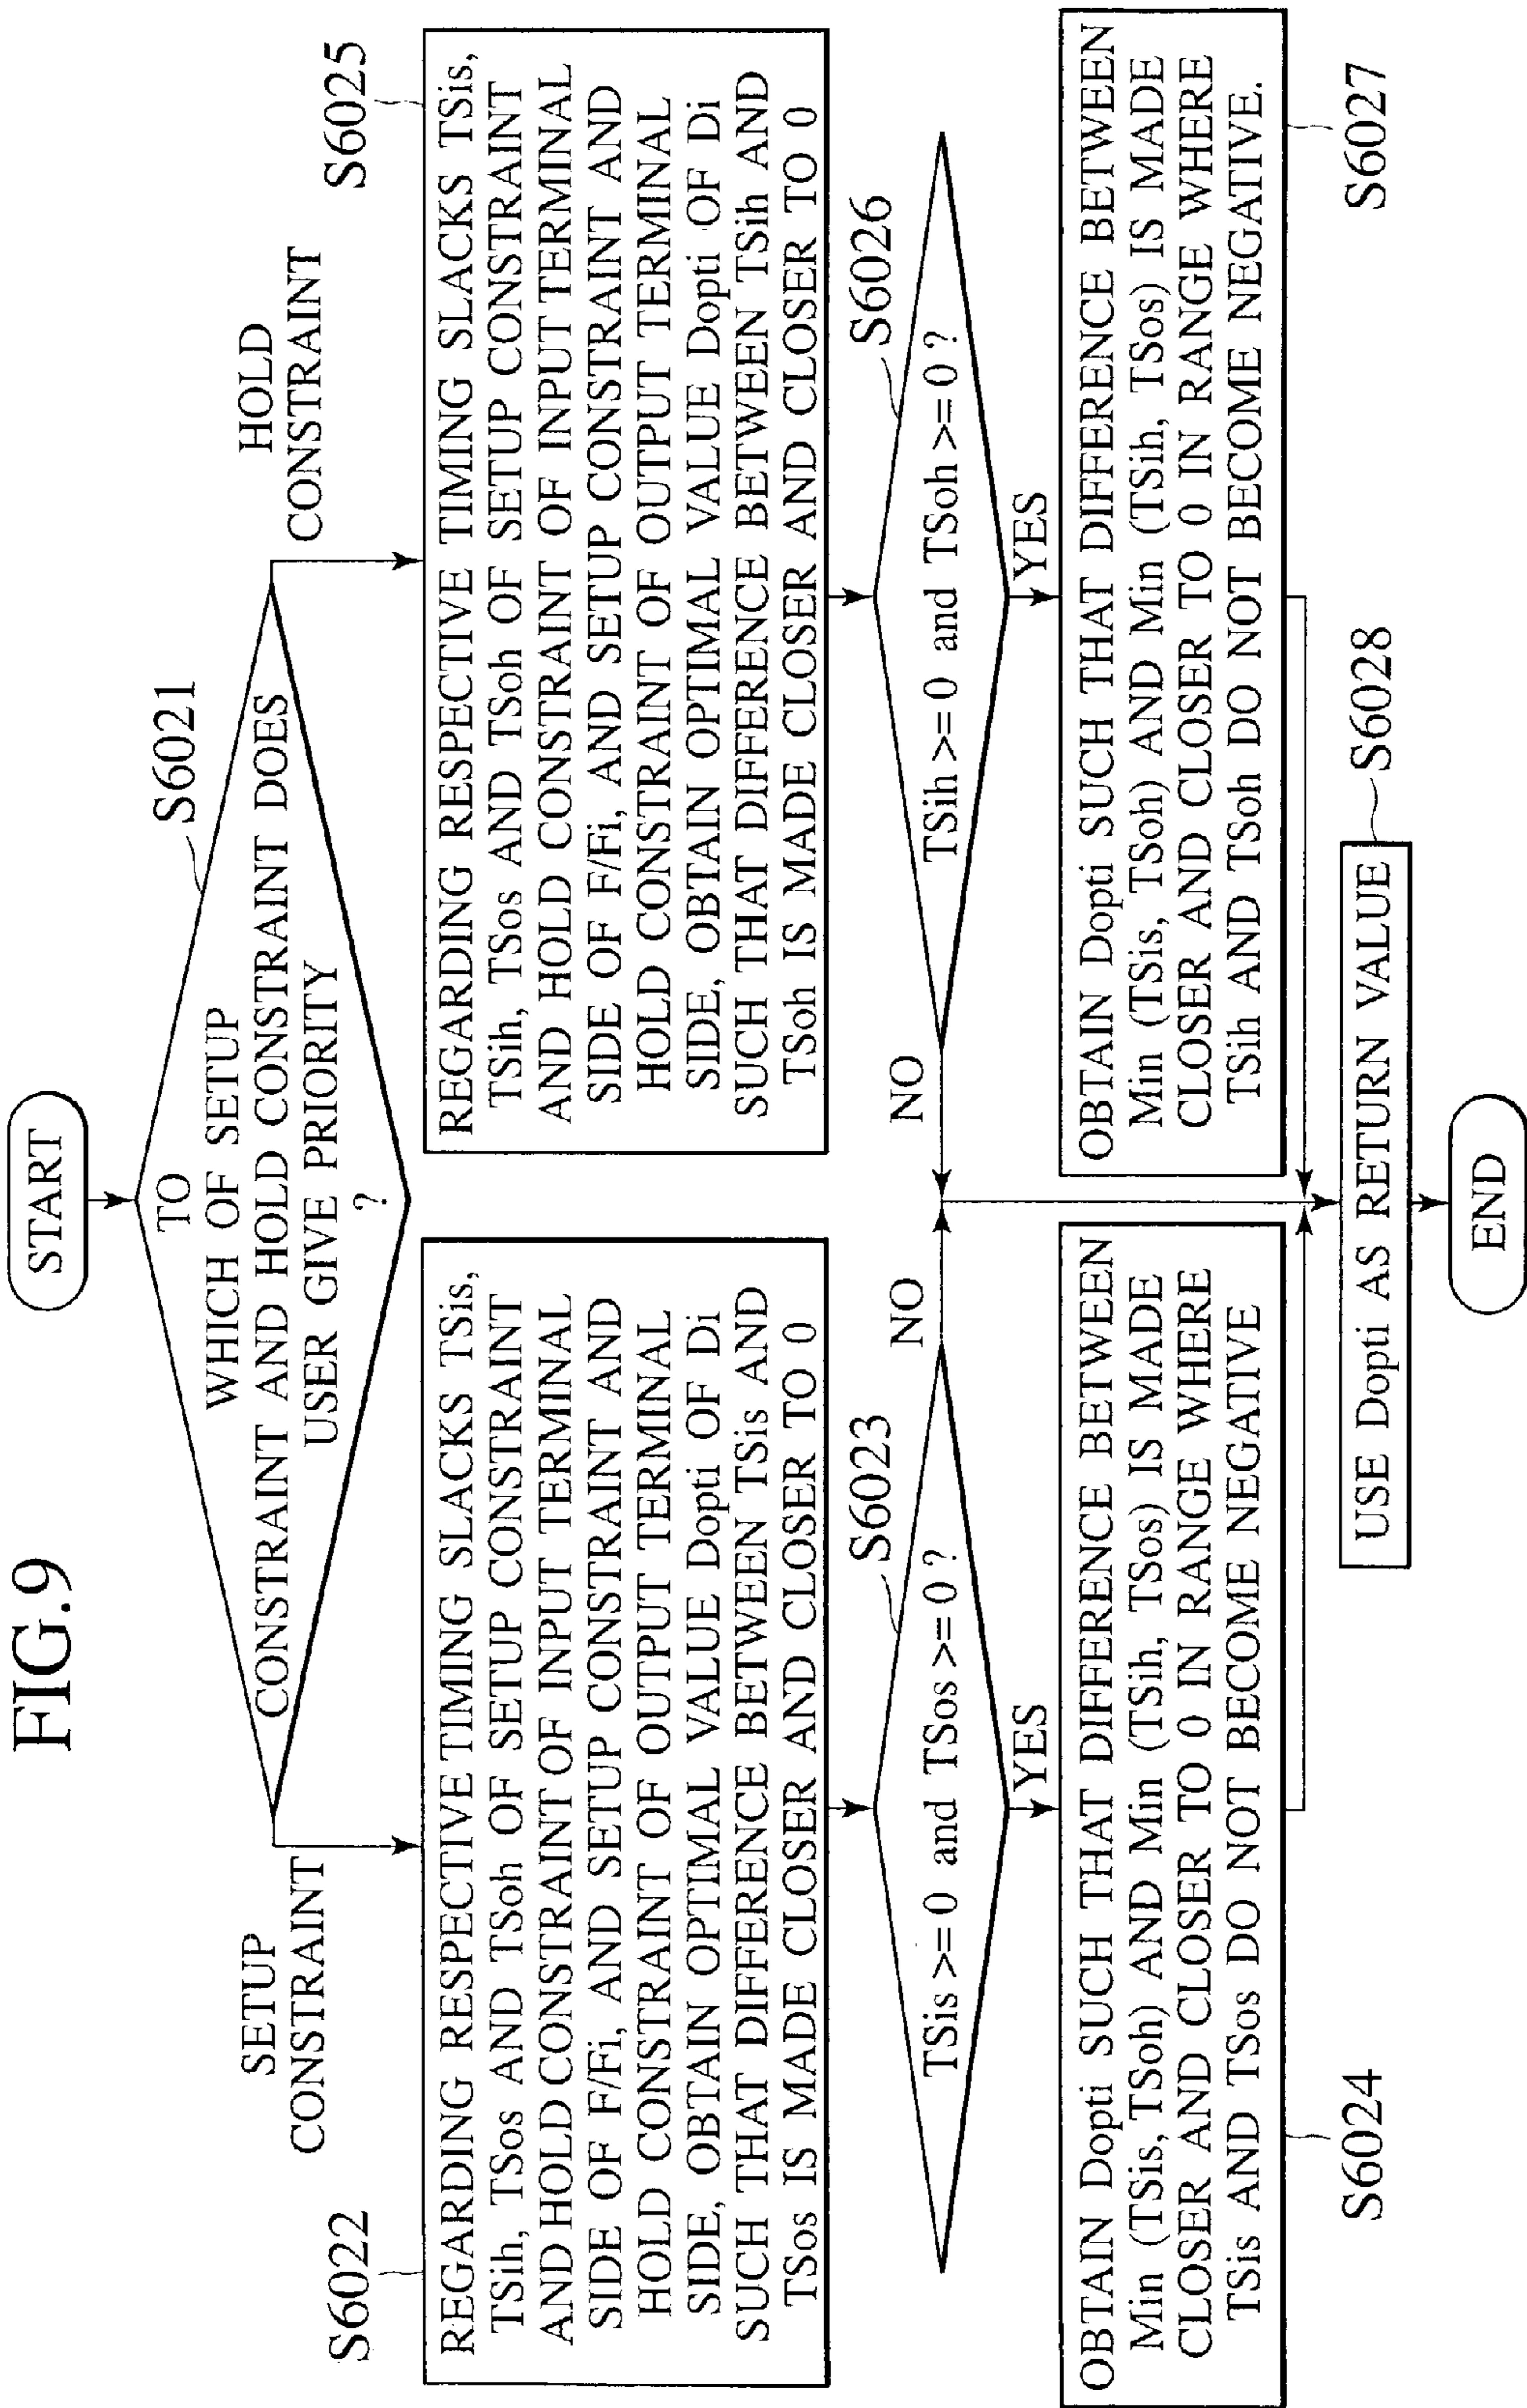 FIG.9
START
S6021
TO
WHICH OF SETUP
CONSTRAINT AND HOLD CONSTRAINT DOES
USER GIVE PRIORITY
?
SETUP
CONSTRAINT
HOLD
CONSTRAINT
S6022
REGARDING RESPECTIVE TIMING SLACKS TSis,
TSih, TSos AND TSoh OF SETUP CONSTRAINT
AND HOLD CONSTRAINT OF INPUT TERMINAL
SIDE OF F/Fi, AND SETUP CONSTRAINT AND
HOLD CONSTRAINT OF OUTPUT TERMINAL
SIDE, OBTAIN OPTIMAL VALUE Dopti OF Di
SUCH THAT DIFFERENCE BETWEEN TSis AND
TSos IS MADE CLOSER AND CLOSER TO 0
S6025
REGARDING RESPECTIVE TIMING SLACKS TSis,
TSih, TSos AND TSoh OF SETUP CONSTRAINT
AND HOLD CONSTRAINT OF INPUT TERMINAL
SIDE OF F/Fi, AND SETUP CONSTRAINT AND
HOLD CONSTRAINT OF OUTPUT TERMINAL
SIDE, OBTAIN OPTIMAL VALUE Dopti OF Di
SUCH THAT DIFFERENCE BETWEEN TSih AND
TSoh IS MADE CLOSER AND CLOSER TO 0
S6023
TSis >= 0 and TSos >= 0 ?
NO
YES
S6026
TSih >= 0 and TSoh >= 0 ?
NO
YES
OBTAIN Dopti SUCH THAT DIFFERENCE BETWEEN
Min (TSis, TSoh) AND Min (TSih, TSos) IS MADE
CLOSER AND CLOSER TO 0 IN RANGE WHERE
TSis AND TSos DO NOT BECOME NEGATIVE
S6024
OBTAIN Dopti SUCH THAT DIFFERENCE BETWEEN
Min (TSis, TSoh) AND Min (TSih, TSos) IS MADE
CLOSER AND CLOSER TO 0 IN RANGE WHERE
TSih AND TSoh DO NOT BECOME NEGATIVE.
S6027
USE Dopti AS RETURN VALUE
S6028
END